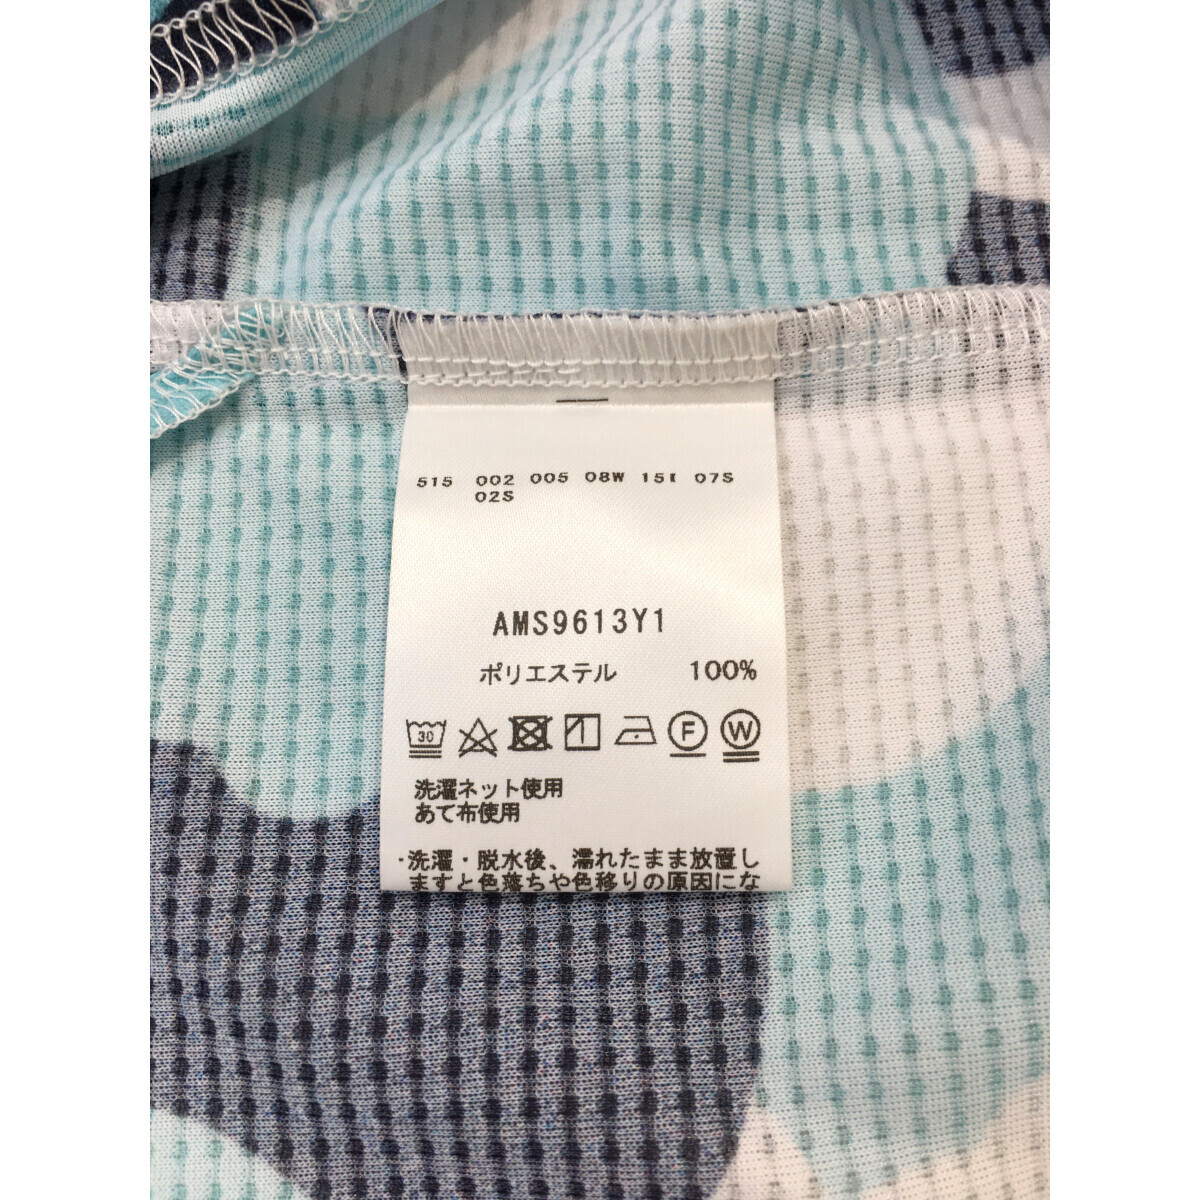 515 002 005 08W 15I 07S
02S
AMS9613Y1
ポリエステル 100%
30 F W
洗濯ネット使用
あて布使用
・洗濯・脱水後、濡れたまま放置し
ますと色落ちや色移りの原因にな